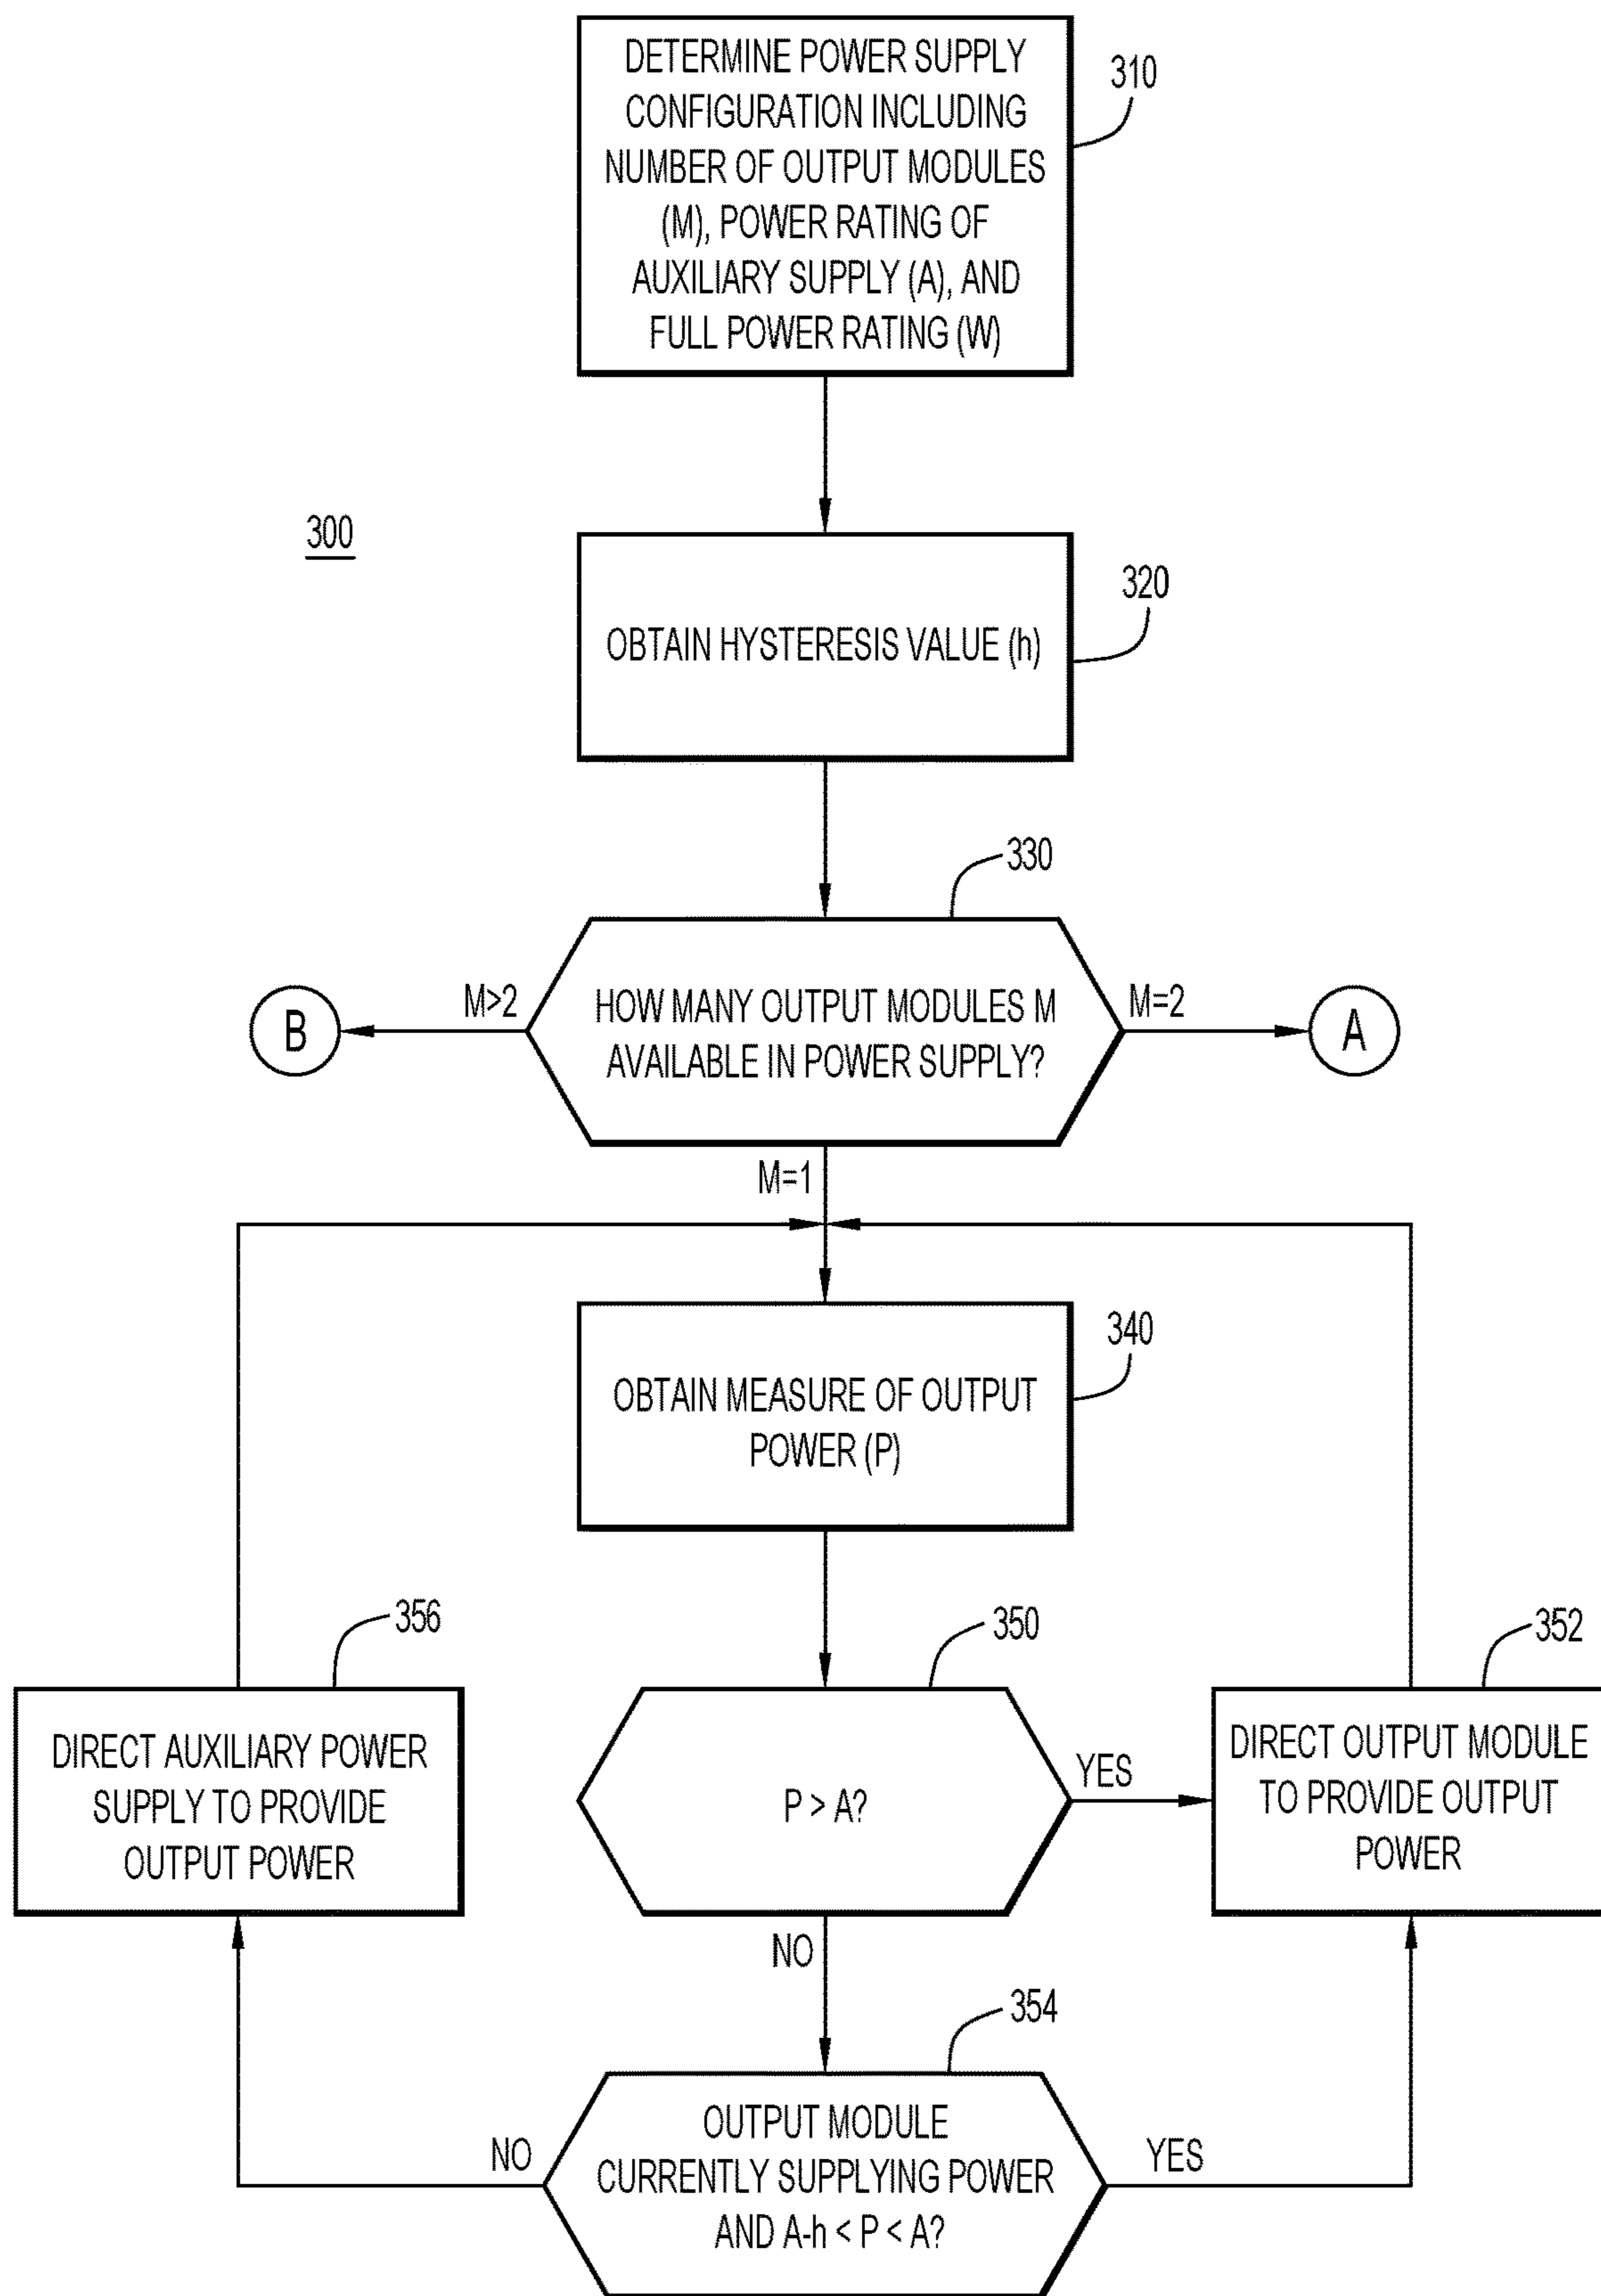 DETERMINE POWER SUPPLY
CONFIGURATION INCLUDING
NUMBER OF OUTPUT MODULES
(M), POWER RATING OF
AUXILIARY SUPPLY (A), AND
FULL POWER RATING (W)
310
300
OBTAIN HYSTERESIS VALUE (h)
320
330
HOW MANY OUTPUT MODULES M
AVAILABLE IN POWER SUPPLY?
M>2
B
M=2
A
M=1
340
OBTAIN MEASURE OF OUTPUT
POWER (P)
356
DIRECT AUXILIARY POWER
SUPPLY TO PROVIDE
OUTPUT POWER
350
P > A?
YES
NO
352
DIRECT OUTPUT MODULE
TO PROVIDE OUTPUT
POWER
354
OUTPUT MODULE
CURRENTLY SUPPLYING POWER
AND A-h < P < A?
NO
YES